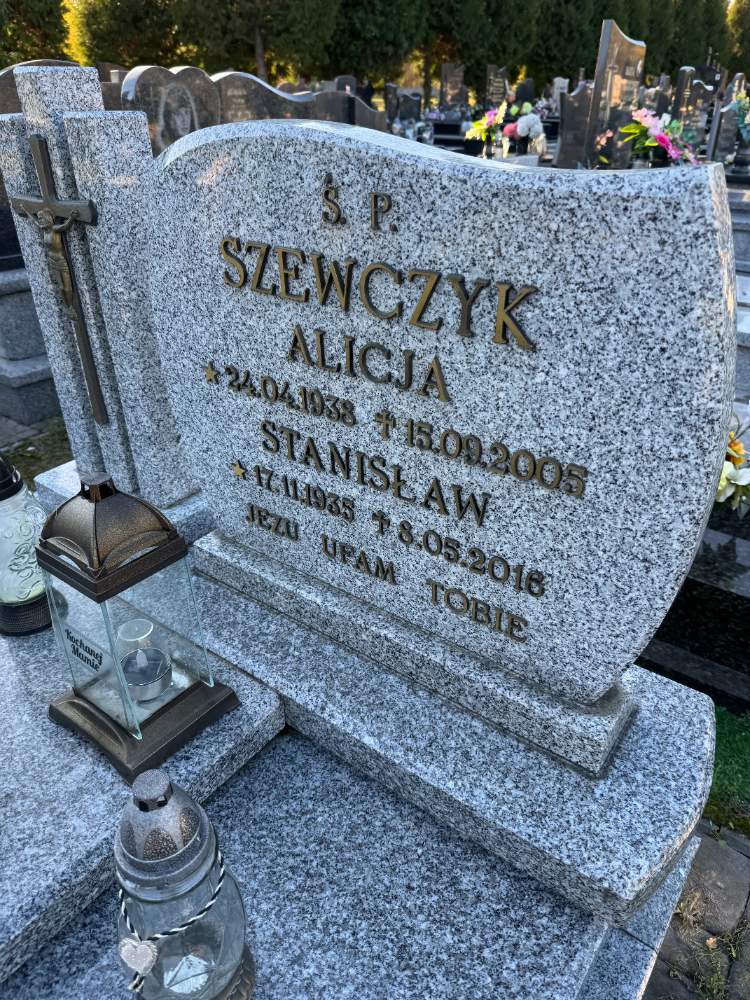 Ś. P.
SZEWCZYK
ALICJA
★ 24.04.1938 ✝ 15.09.2005
STANISŁAW
★ 17.11.1935 ✝ 8.05.2016
JEZU UFAM TOBIE
Kochanej
Mamie